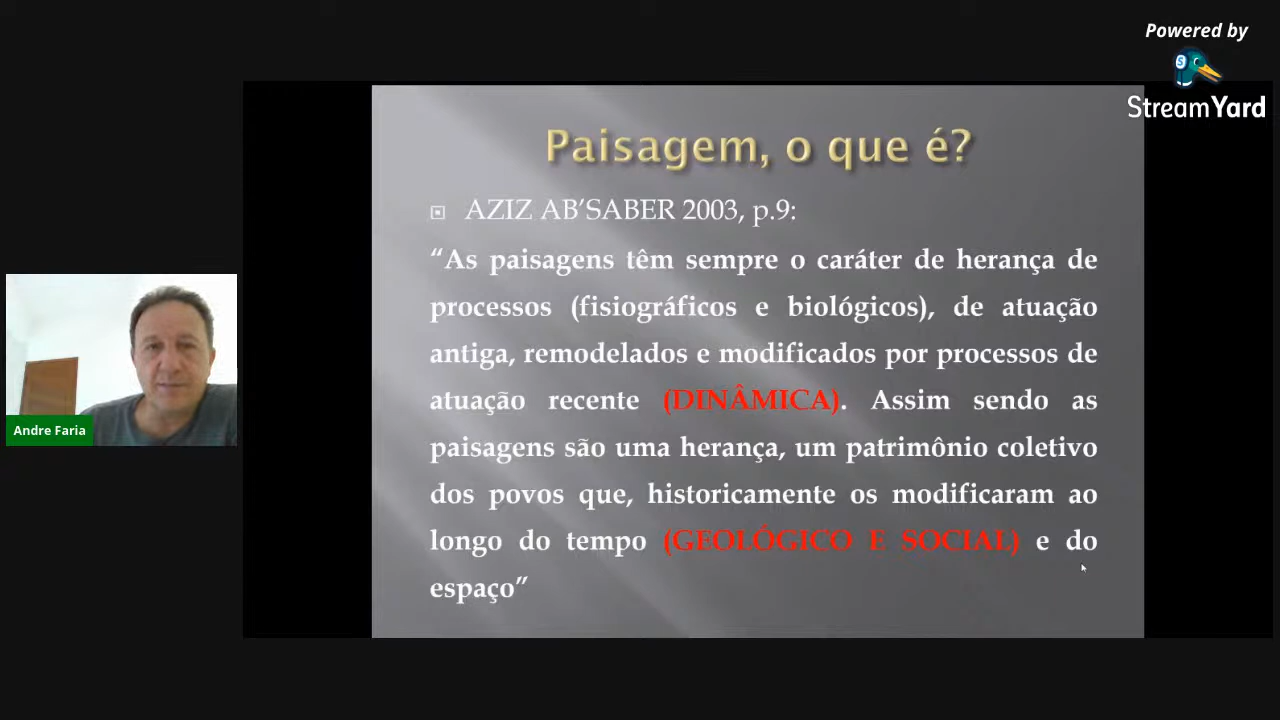 Powered by
StreamYard
Paisagem, o que é?
AZIZ AB’SABER 2003, p.9:
“As paisagens têm sempre o caráter de herança de
processos (fisiográficos e biológicos), de atuação
antiga, remodelados e modificados por processos de
atuação recente (DINÂMICA). Assim sendo as
paisagens são uma herança, um patrimônio coletivo
dos povos que, historicamente os modificaram ao
longo do tempo (GEOLÓGICO E SOCIAL) e do
espaço”
Andre Faria